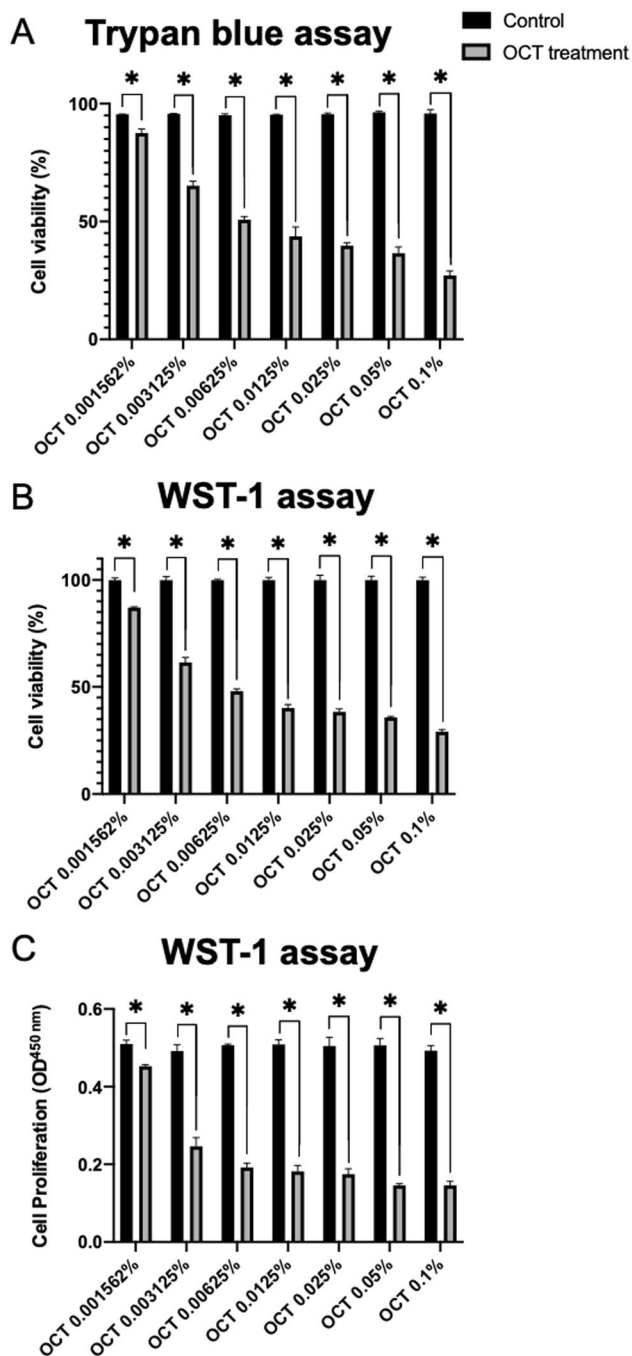 A
Trypan blue assay
Control
OCT treatment
* * * * * * *
Cell viability (%)
100
50
0
OCT 0.001562%
OCT 0.003125%
OCT 0.00625%
OCT 0.0125%
OCT 0.025%
OCT 0.05%
OCT 0.1%
B
WST-1 assay
* * * * * * *
Cell viability (%)
100
50
0
OCT 0.001562%
OCT 0.003125%
OCT 0.00625%
OCT 0.0125%
OCT 0.025%
OCT 0.05%
OCT 0.1%
C
WST-1 assay
* * * * * * *
Cell Proliferation (OD450 nm)
0.6
0.4
0.2
0.0
OCT 0.001562%
OCT 0.003125%
OCT 0.00625%
OCT 0.0125%
OCT 0.025%
OCT 0.05%
OCT 0.1%